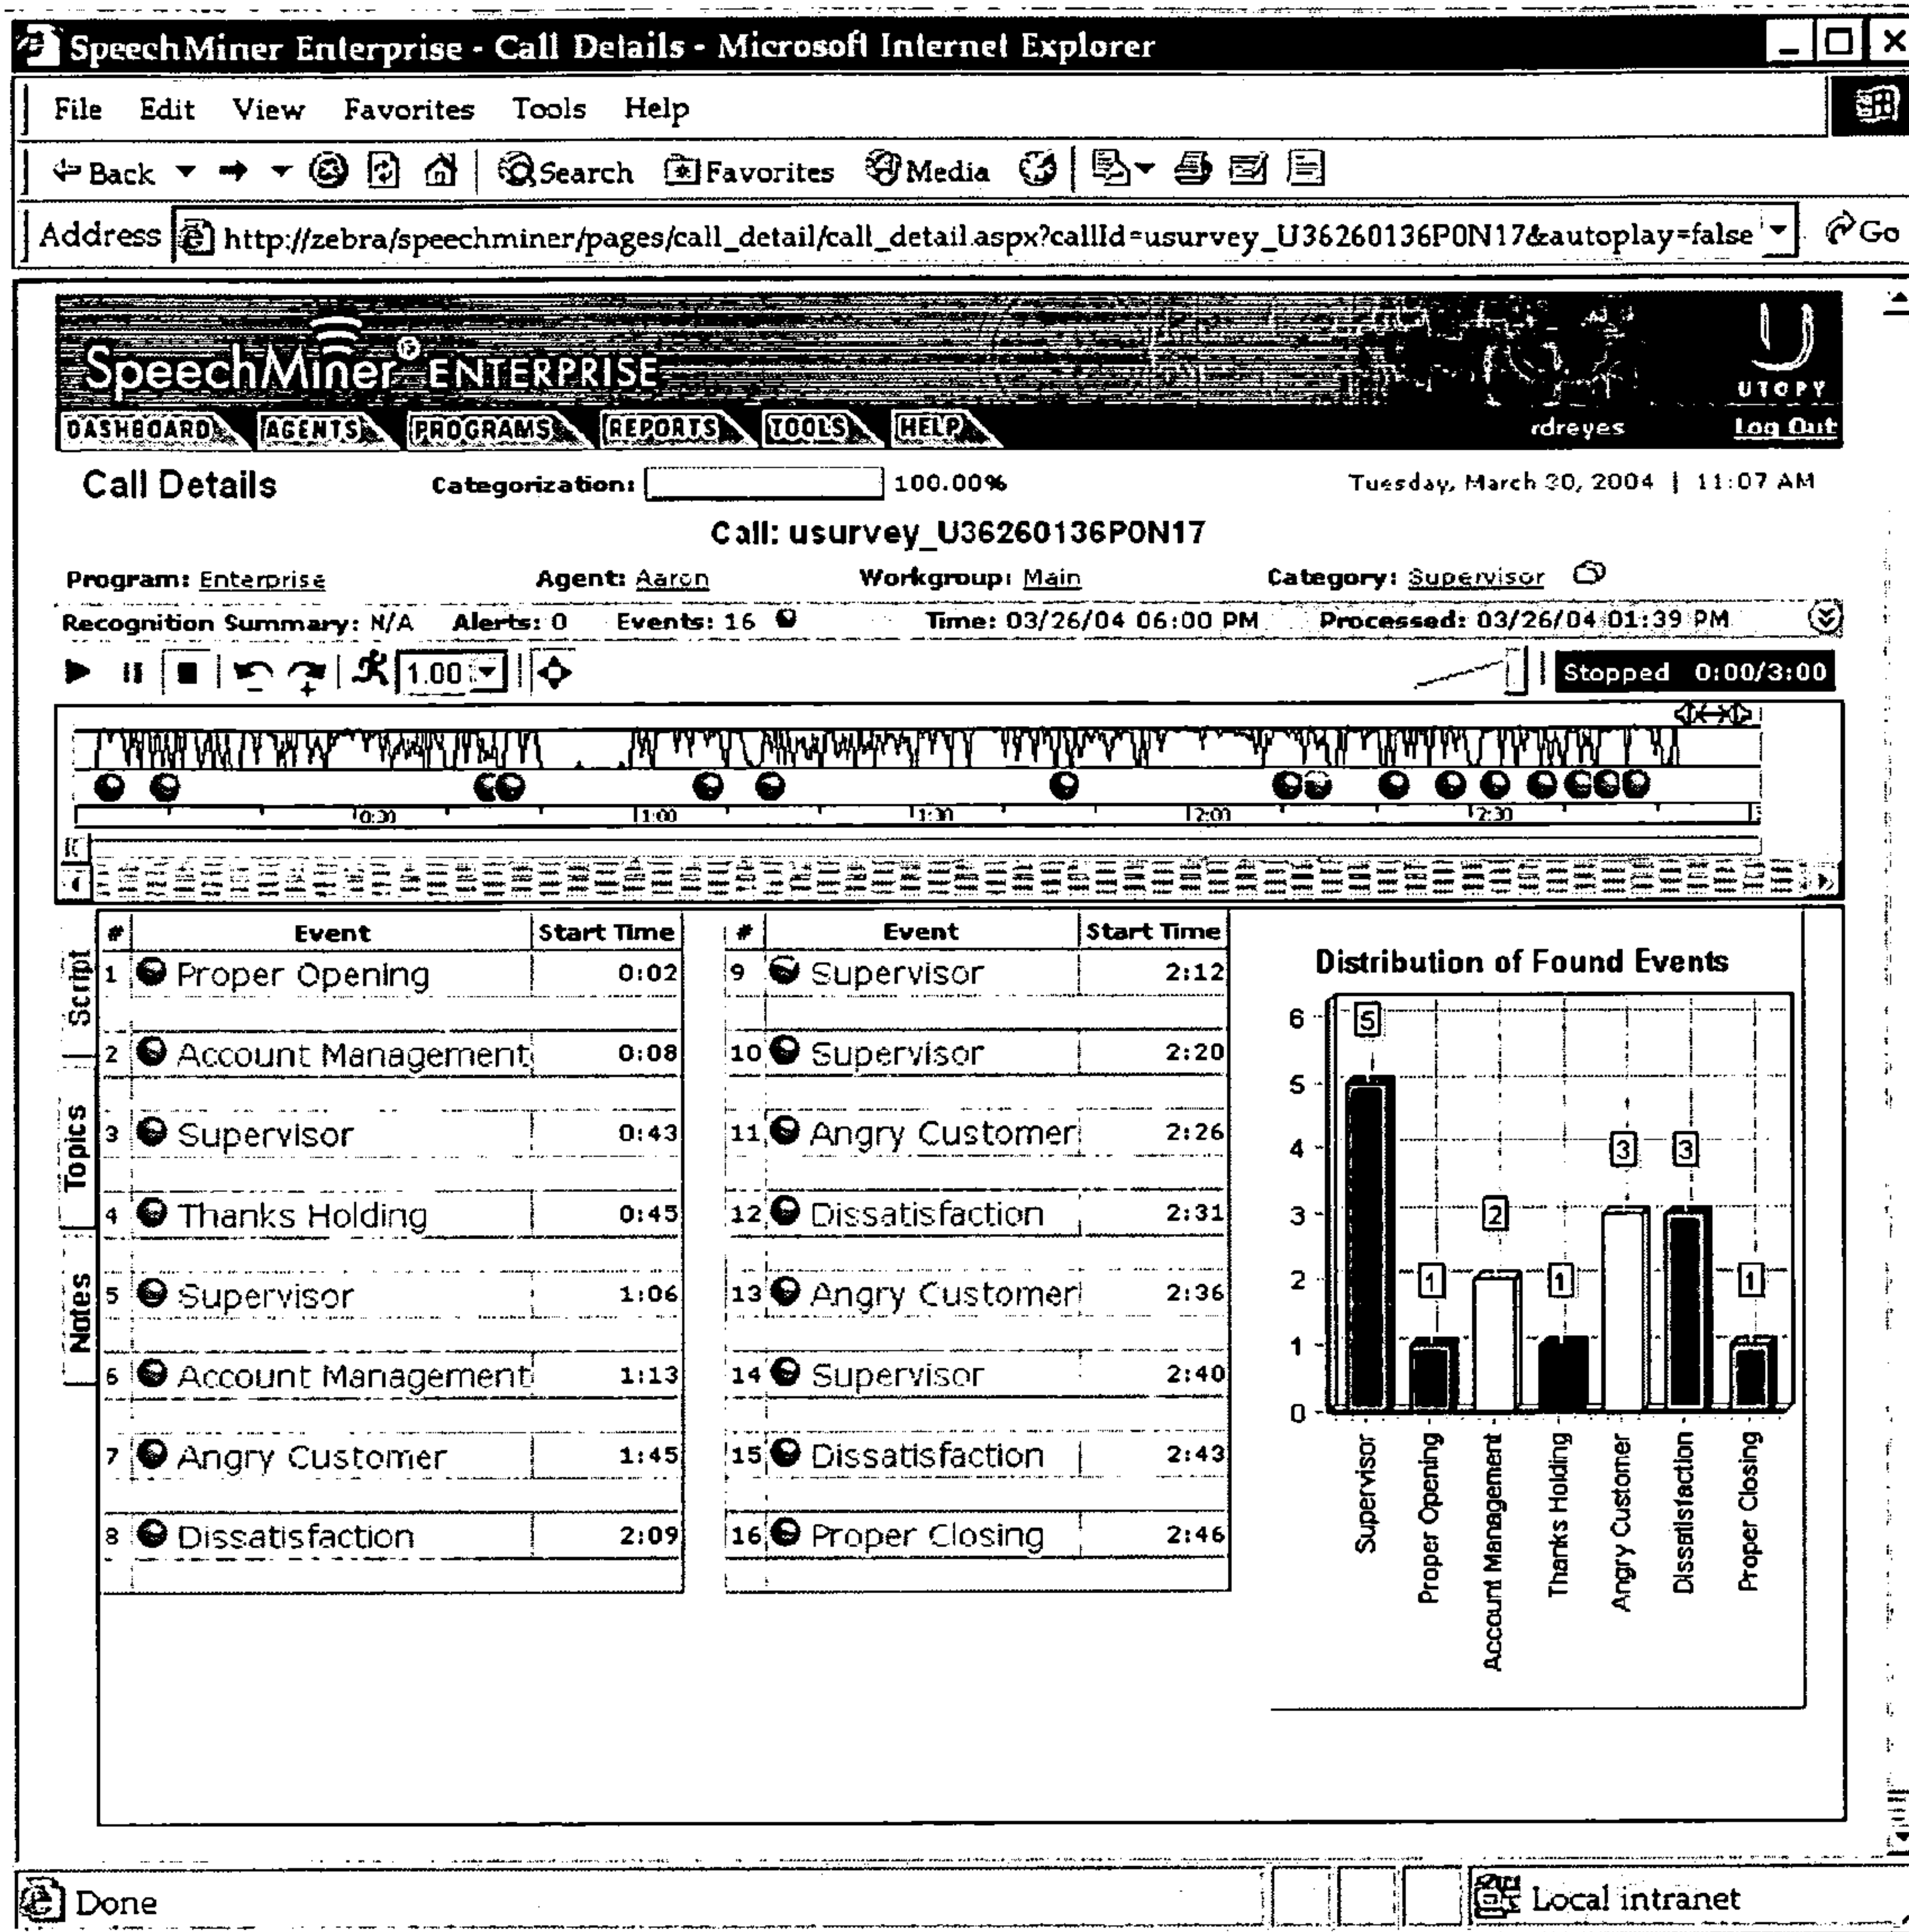 SpeechMiner Enterprise - Call Details - Microsoft Internet Explorer
File Edit View Favorites Tools Help
Back Search Favorites Media
Address http://zebra/speechminer/pages/call_detail/call_detail.aspx?callId=usurvey_U36260136P0N17&autoplay=false Go
SpeechMiner® ENTERPRISE
UTOPY
DASHBOARD AGENTS PROGRAMS REPORTS TOOLS HELP rdreyes Log Out
Call Details Categorization: 100.00% Tuesday, March 30, 2004 | 11:07 AM
Call: usurvey_U36260136P0N17
Program: Enterprise Agent: Aaron Workgroup: Main Category: Supervisor
Recognition Summary: N/A Alerts: 0 Events: 16 Time: 03/26/04 06:00 PM Processed: 03/26/04 01:39 PM
1.00 Stopped 0:00/3:00
0:30 1:00 1:30 2:00 2:30
Script
Topics
Notes
# Event Start Time
1 Proper Opening 0:02
2 Account Management 0:08
3 Supervisor 0:43
4 Thanks Holding 0:45
5 Supervisor 1:06
6 Account Management 1:13
7 Angry Customer 1:45
8 Dissatisfaction 2:09
# Event Start Time
9 Supervisor 2:12
10 Supervisor 2:20
11 Angry Customer 2:26
12 Dissatisfaction 2:31
13 Angry Customer 2:36
14 Supervisor 2:40
15 Dissatisfaction 2:43
16 Proper Closing 2:46
Distribution of Found Events
6
5
4
3
2
1
0
5 1 2 1 3 3 1
Supervisor
Proper Opening
Account Management
Thanks Holding
Angry Customer
Dissatisfaction
Proper Closing
Done Local intranet